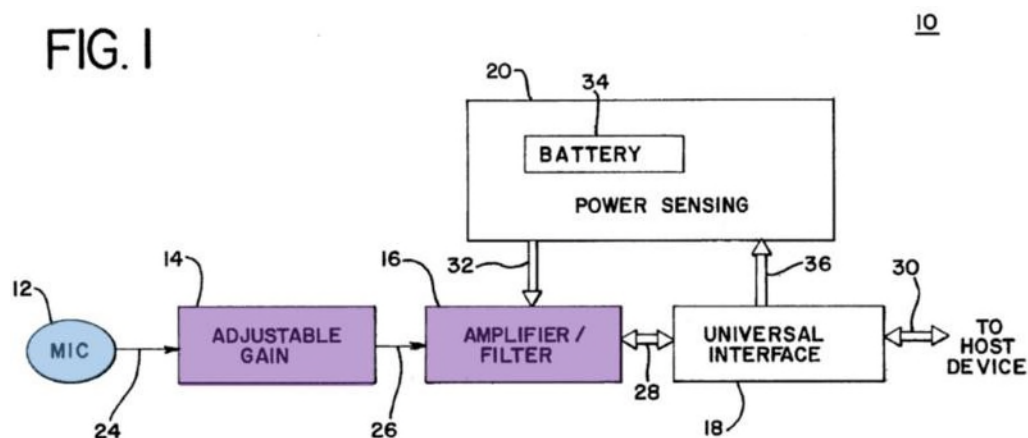 FIG. 1
10
20
34
BATTERY
POWER SENSING
32
36
12
14
16
30
MIC
ADJUSTABLE
GAIN
AMPLIFIER /
FILTER
UNIVERSAL
INTERFACE
TO
HOST
DEVICE
24
26
28
18